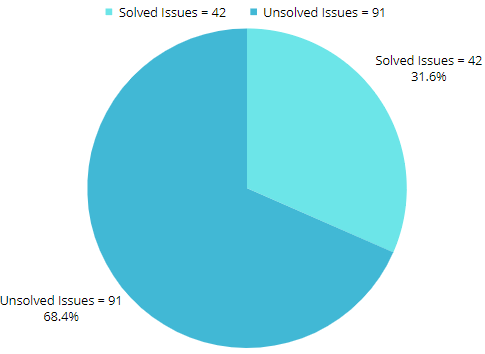 Solved Issues = 42 Unsolved Issues = 91
Solved Issues = 42
31.6%
Unsolved Issues = 91
68.4%